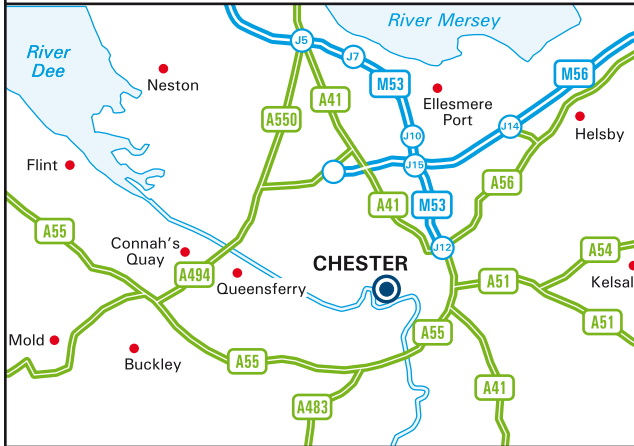 River Mersey
River
Dee
J5
J7
Neston
M53
M56
A41
Ellesmere
Port
A550
J14
Helsby
J10
Flint
J15
A56
A41
M53
A55
Connah's
Quay
J12
A54
CHESTER
A494
Queensferry
A51
Kelsal
A51
A55
Mold
Buckley
A55
A41
A483